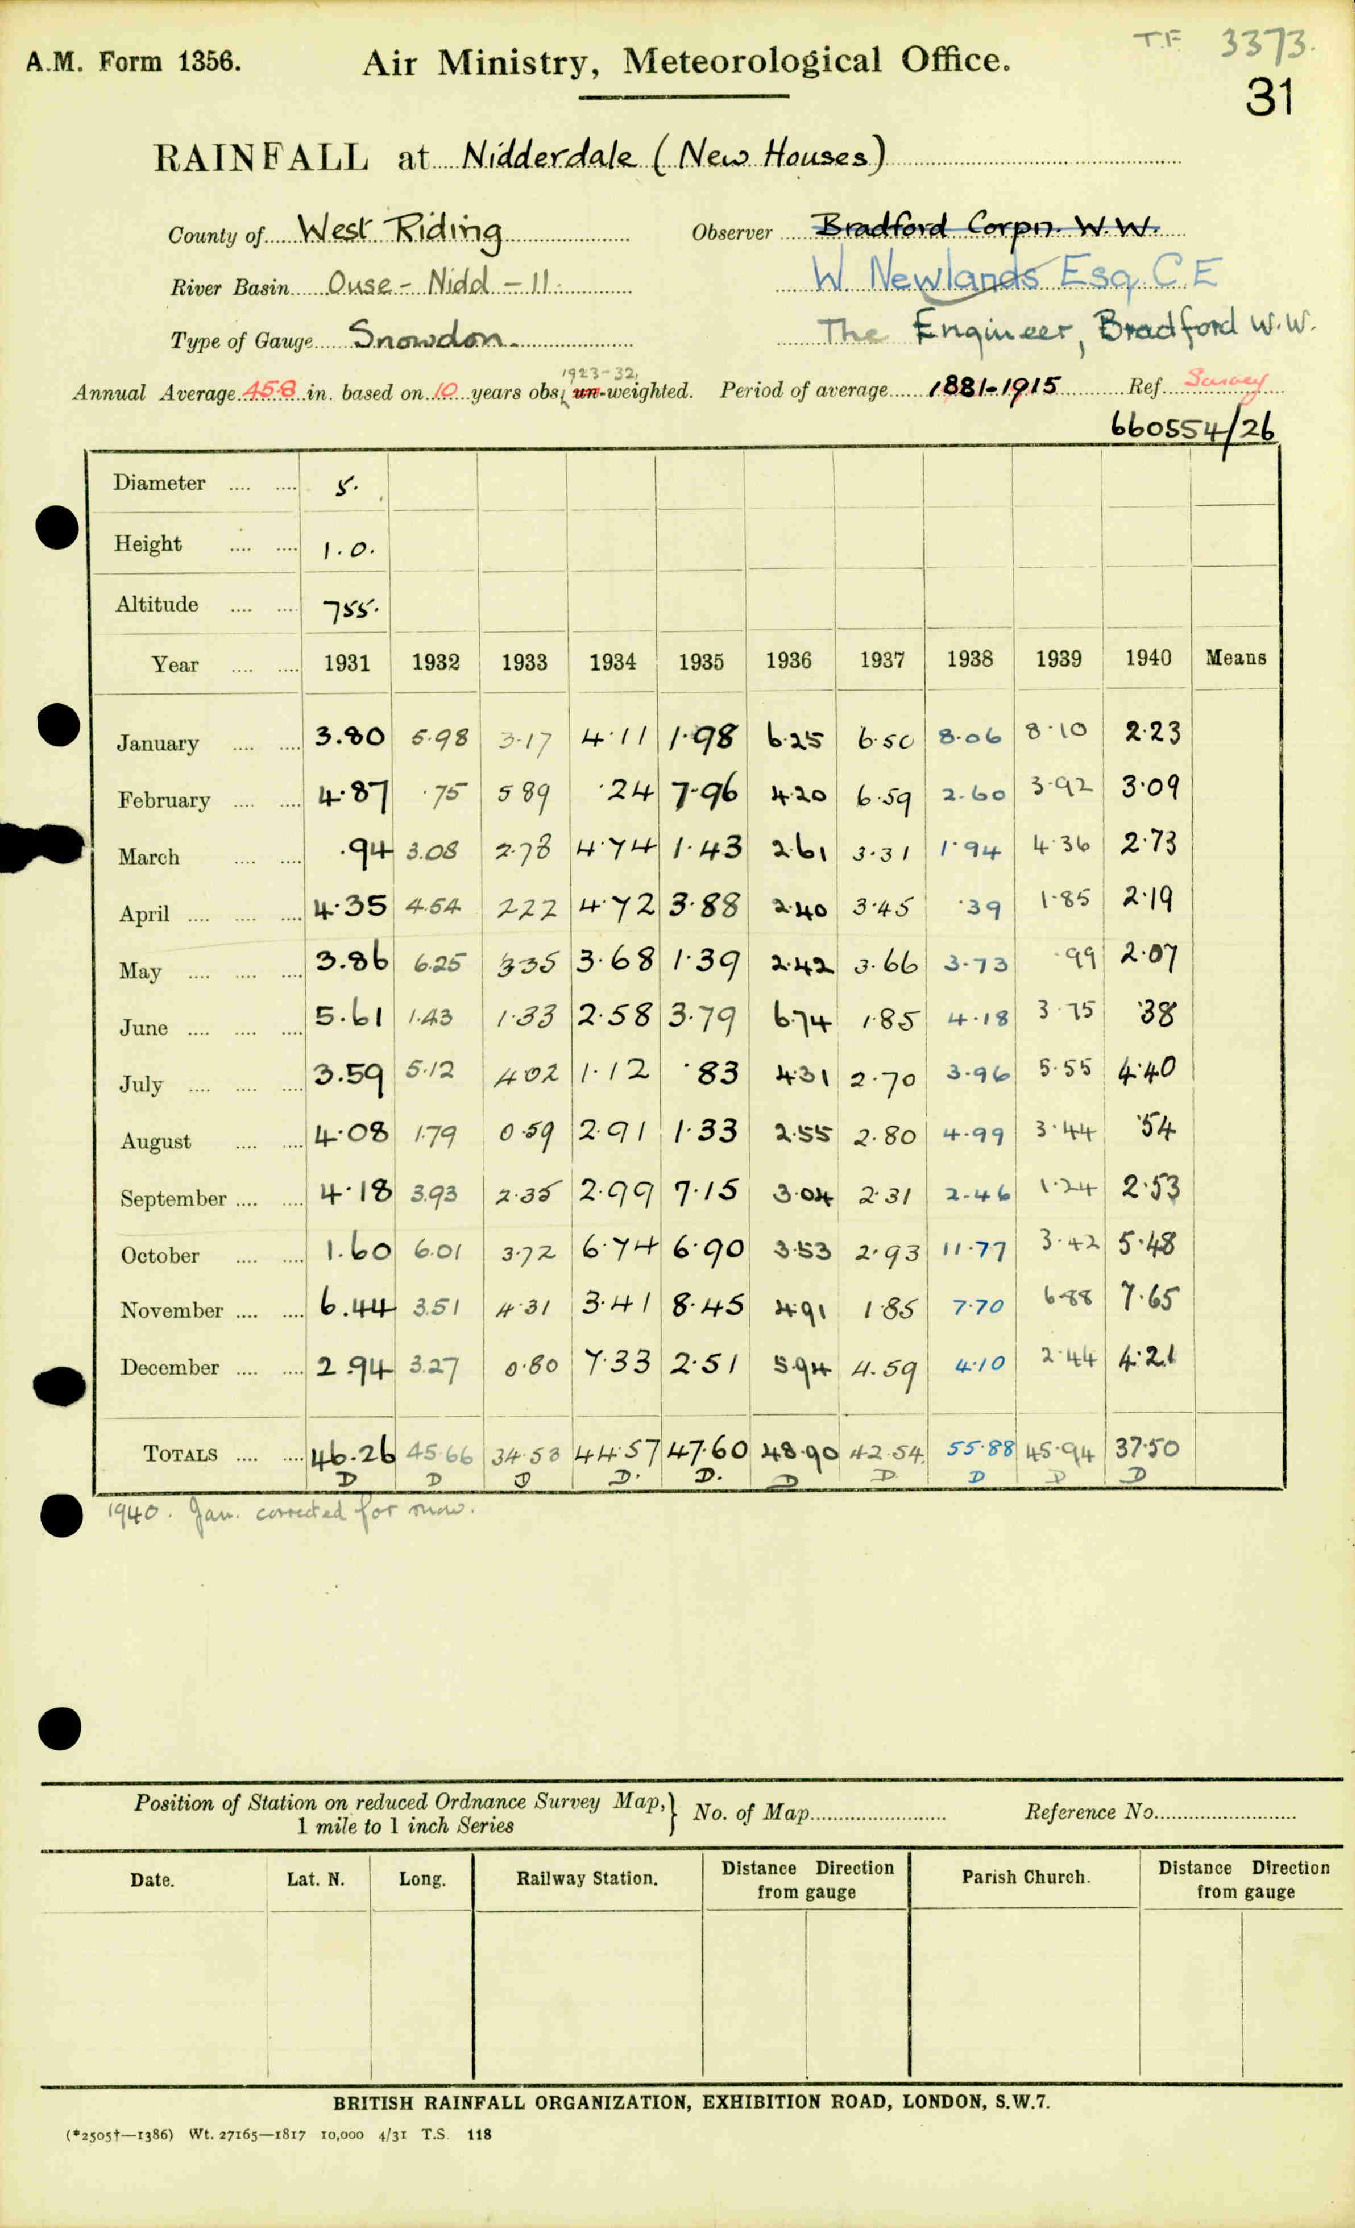 T.F. 3373.
A.M. Form 1356. Air Ministry, Meteorological Office.
31
RAINFALL at Nidderdale (New Houses)
County of West Riding Observer Bradford Corpn. W.W.
W. Newlands Esq. C.E
River Basin Ouse - Nidd - 11.
The Engineer, Bradford W.W.
Type of Gauge Snowdon.
1923-32,
Annual Average 45.8 in. based on 10 years obs, un-weighted. Period of average 1881-1915 Ref. Survey
660554/26
Diameter 5.
Height 1.0.
Altitude 755.
Year 1931 1932 1933 1934 1935 1936 1937 1938 1939 1940 Means
January 3.80 5.98 3.17 4.11 1.98 6.25 6.50 8.06 8.10 2.23
February 4.87 .75 5 89 .24 7.96 4.20 6.59 2.60 3.92 3.09
March .94 3.08 2.78 4.74 1.43 2.61 3.31 1.94 4.36 2.73
April 4.35 4.54 222 4.72 3.88 2.40 3.45 .39 1.85 2.19
May 3.86 6.25 335 3.68 1.39 2.42 3.66 3.73 .99 2.07
June 5.61 1.43 1.33 2.58 3.79 6.74 1.85 4.18 3.75 .38
July 3.59 5.12 402 1.12 .83 4.31 2.70 3.96 5.55 4.40
August 4.08 1.79 0.59 2.91 1.33 2.55 2.80 4.99 3.44 .54
September 4.18 3.93 2.35 2.99 7.15 3.04 2.31 2.46 1.24 2.53
October 1.60 6.01 3.72 6.74 6.90 3.53 2.93 11.77 3.42 5.48
November 6.44 3.51 4.31 3.41 8.45 4.91 1.85 7.70 6.88 7.65
December 2.94 3.27 0.80 7.33 2.51 5.94 4.59 4.10 2.44 4.21
TOTALS 46.26 45.66 34.53 44.57 47.60 48.90 42.54 55.88 45.94 37.50
D D D D. D. D D D D D
1940. Jan. corrected for snow.
Position of Station on reduced Ordnance Survey Map, } No. of Map Reference No.
1 mile to 1 inch Series
Date. Lat. N. Long. Railway Station. Distance Direction from gauge Parish Church. Distance Direction from gauge
BRITISH RAINFALL ORGANIZATION, EXHIBITION ROAD, LONDON, S.W.7.
(*2505†—1386) Wt. 27165—1817 10,000 4/31 T.S. 118